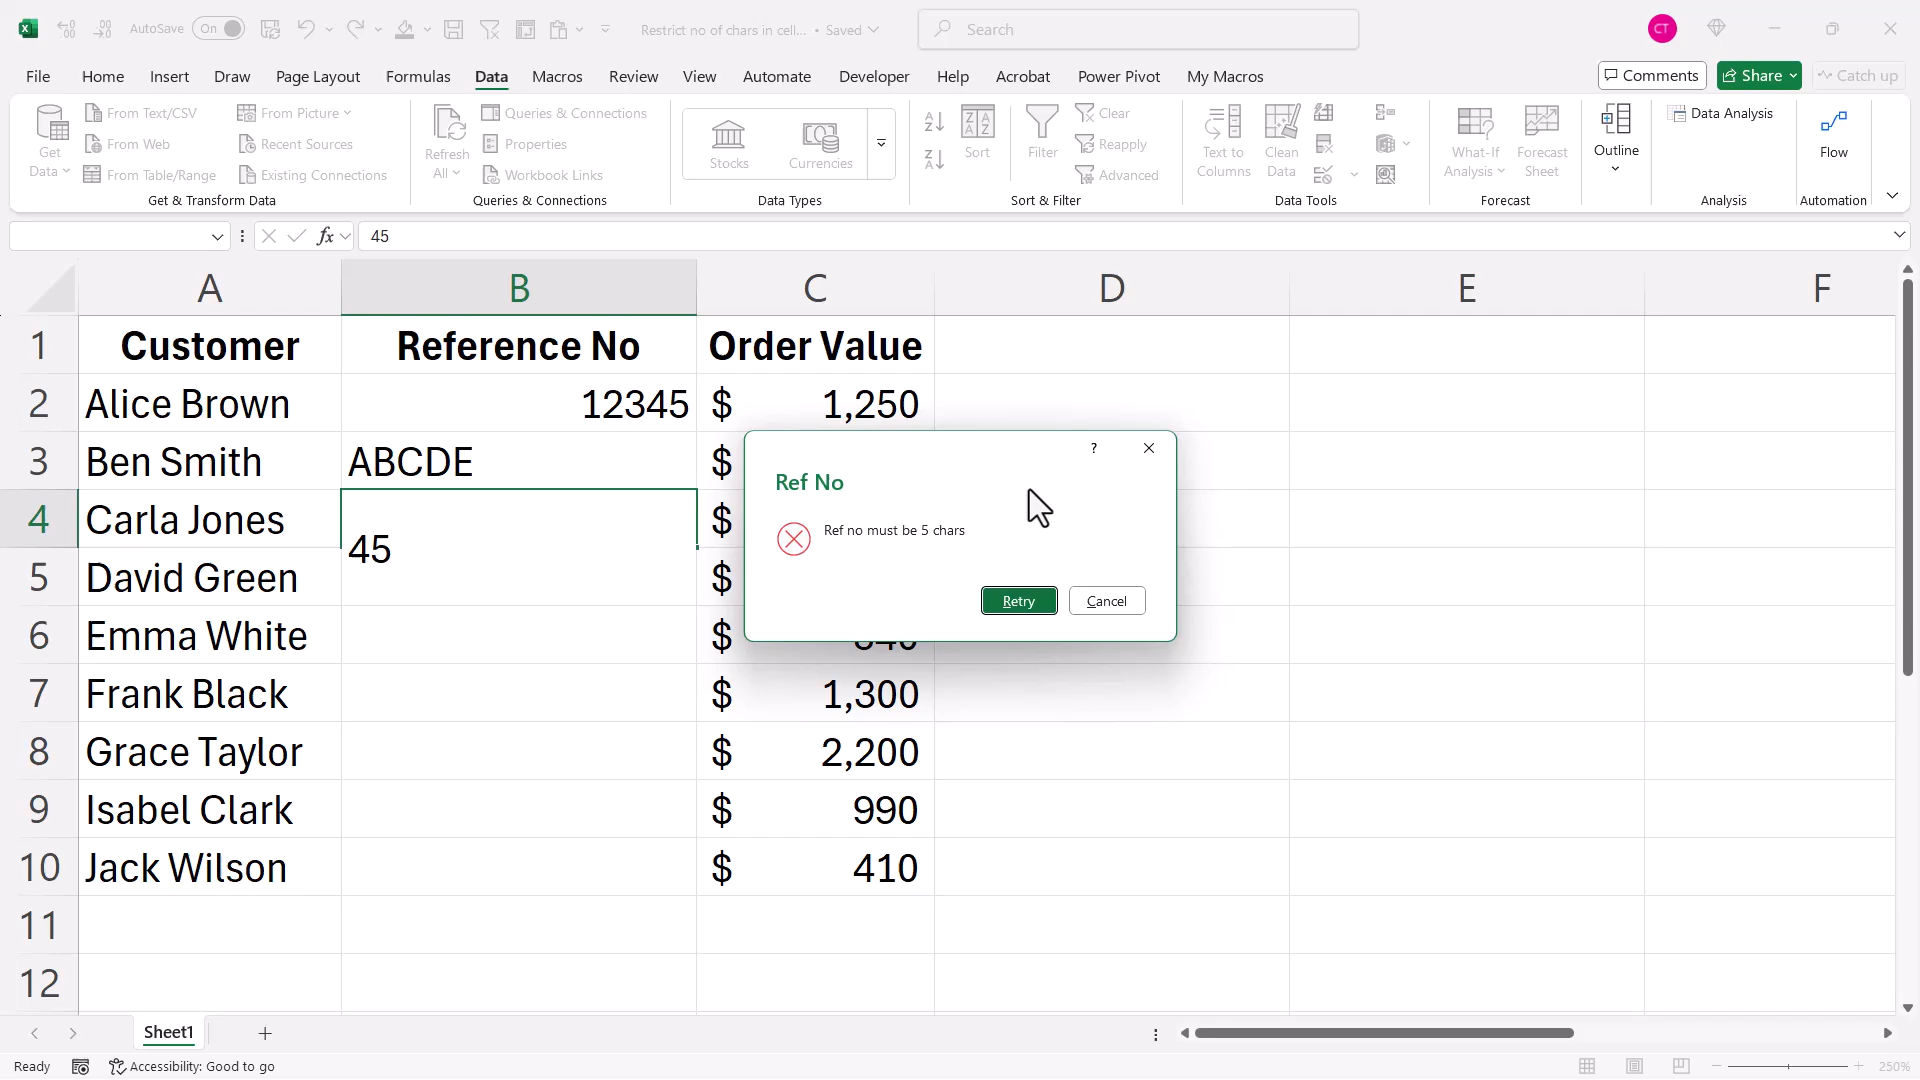 AutoSave On Restrict no of chars in cell... • Saved Search CT
File Home Insert Draw Page Layout Formulas Data Macros Review View Automate Developer Help Acrobat Power Pivot My Macros Comments Share Catch up
Get Data From Text/CSV From Web From Table/Range From Picture Recent Sources Existing Connections
Refresh All Queries & Connections Properties Workbook Links
Stocks Currencies
Sort Filter Clear Reapply Advanced
Text to Columns Clean Data
What-If Analysis Forecast Sheet
Outline Data Analysis Flow
Get & Transform Data Queries & Connections Data Types Sort & Filter Data Tools Forecast Analysis Automation
fx 45
A B C D E F
1 Customer Reference No Order Value
2 Alice Brown 12345 $ 1,250
3 Ben Smith ABCDE $
4 Carla Jones $
45
5 David Green $
6 Emma White $
7 Frank Black $ 1,300
8 Grace Taylor $ 2,200
9 Isabel Clark $ 990
10 Jack Wilson $ 410
11
12
?
Ref No
Ref no must be 5 chars
Retry Cancel
Sheet1
Ready Accessibility: Good to go 250%